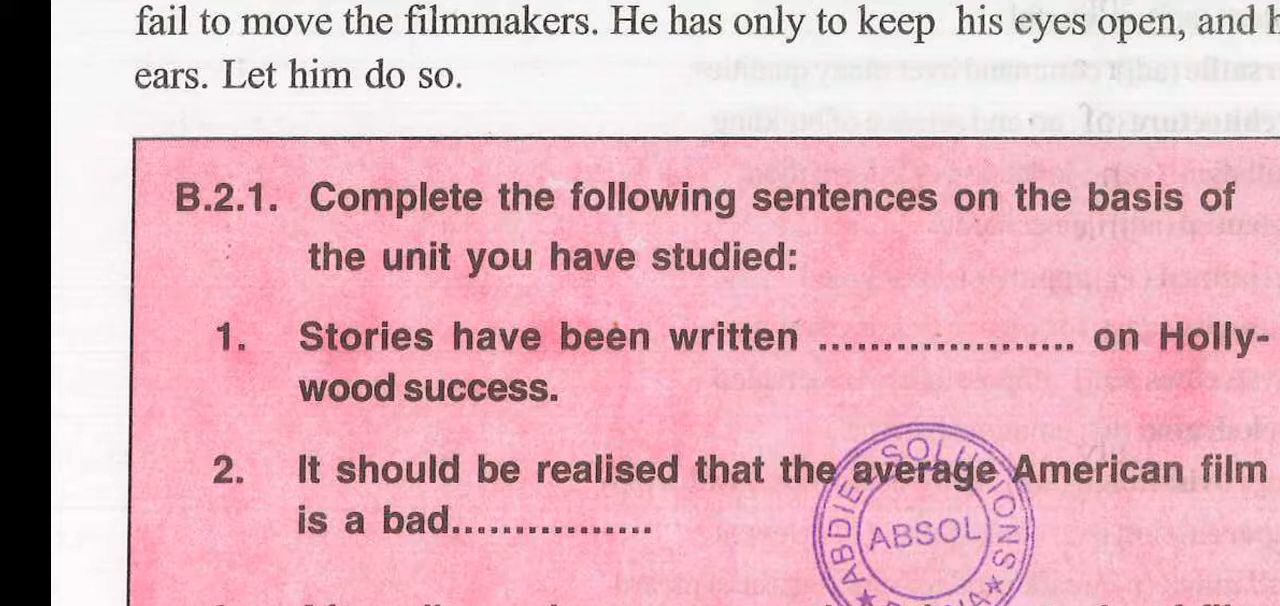 fail to move the filmmakers. He has only to keep his eyes open, and h
ears. Let him do so.
B.2.1. Complete the following sentences on the basis of
the unit you have studied:
1. Stories have been written .................... on Holly-
wood success.
2. It should be realised that the average American film
is a bad................
ABDIEL SOLUTIONS
ABSOL